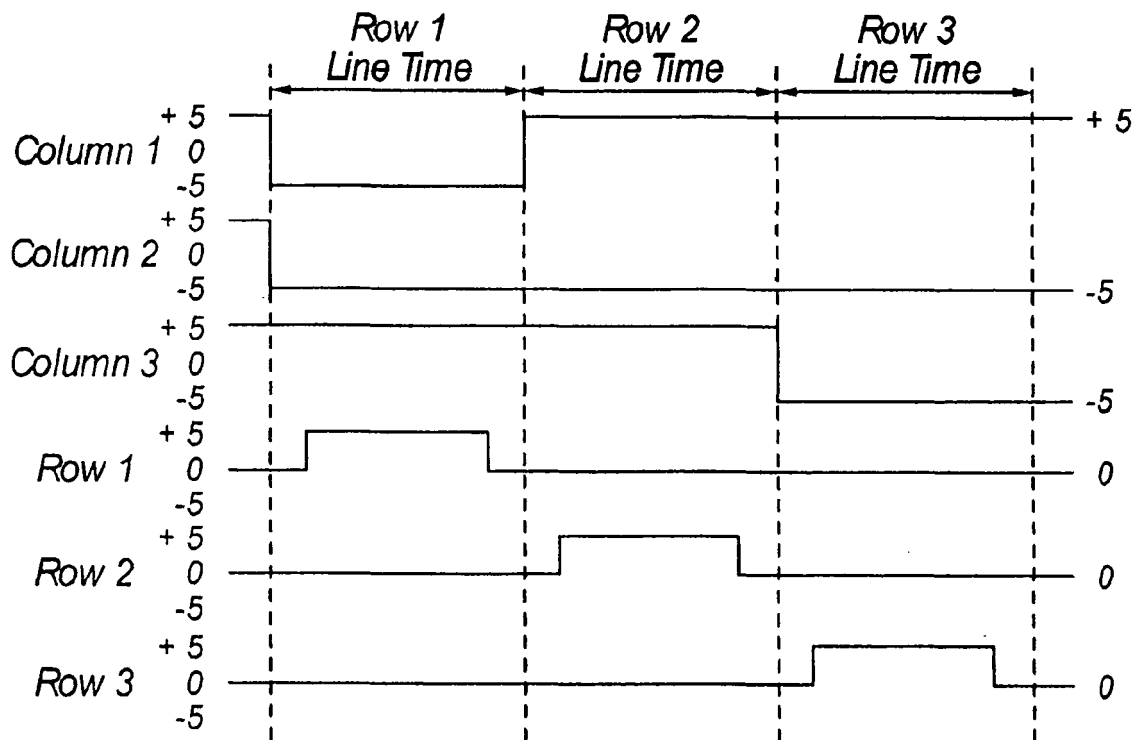 Row 1 Row 2 Row 3
Line Time Line Time Line Time
+ 5 + 5
Column 1 0
-5
+ 5
Column 2 0
-5 -5
+ 5
Column 3 0
-5 -5
+ 5
Row 1 0 0
-5
+ 5
Row 2 0 0
-5
+ 5
Row 3 0 0
-5